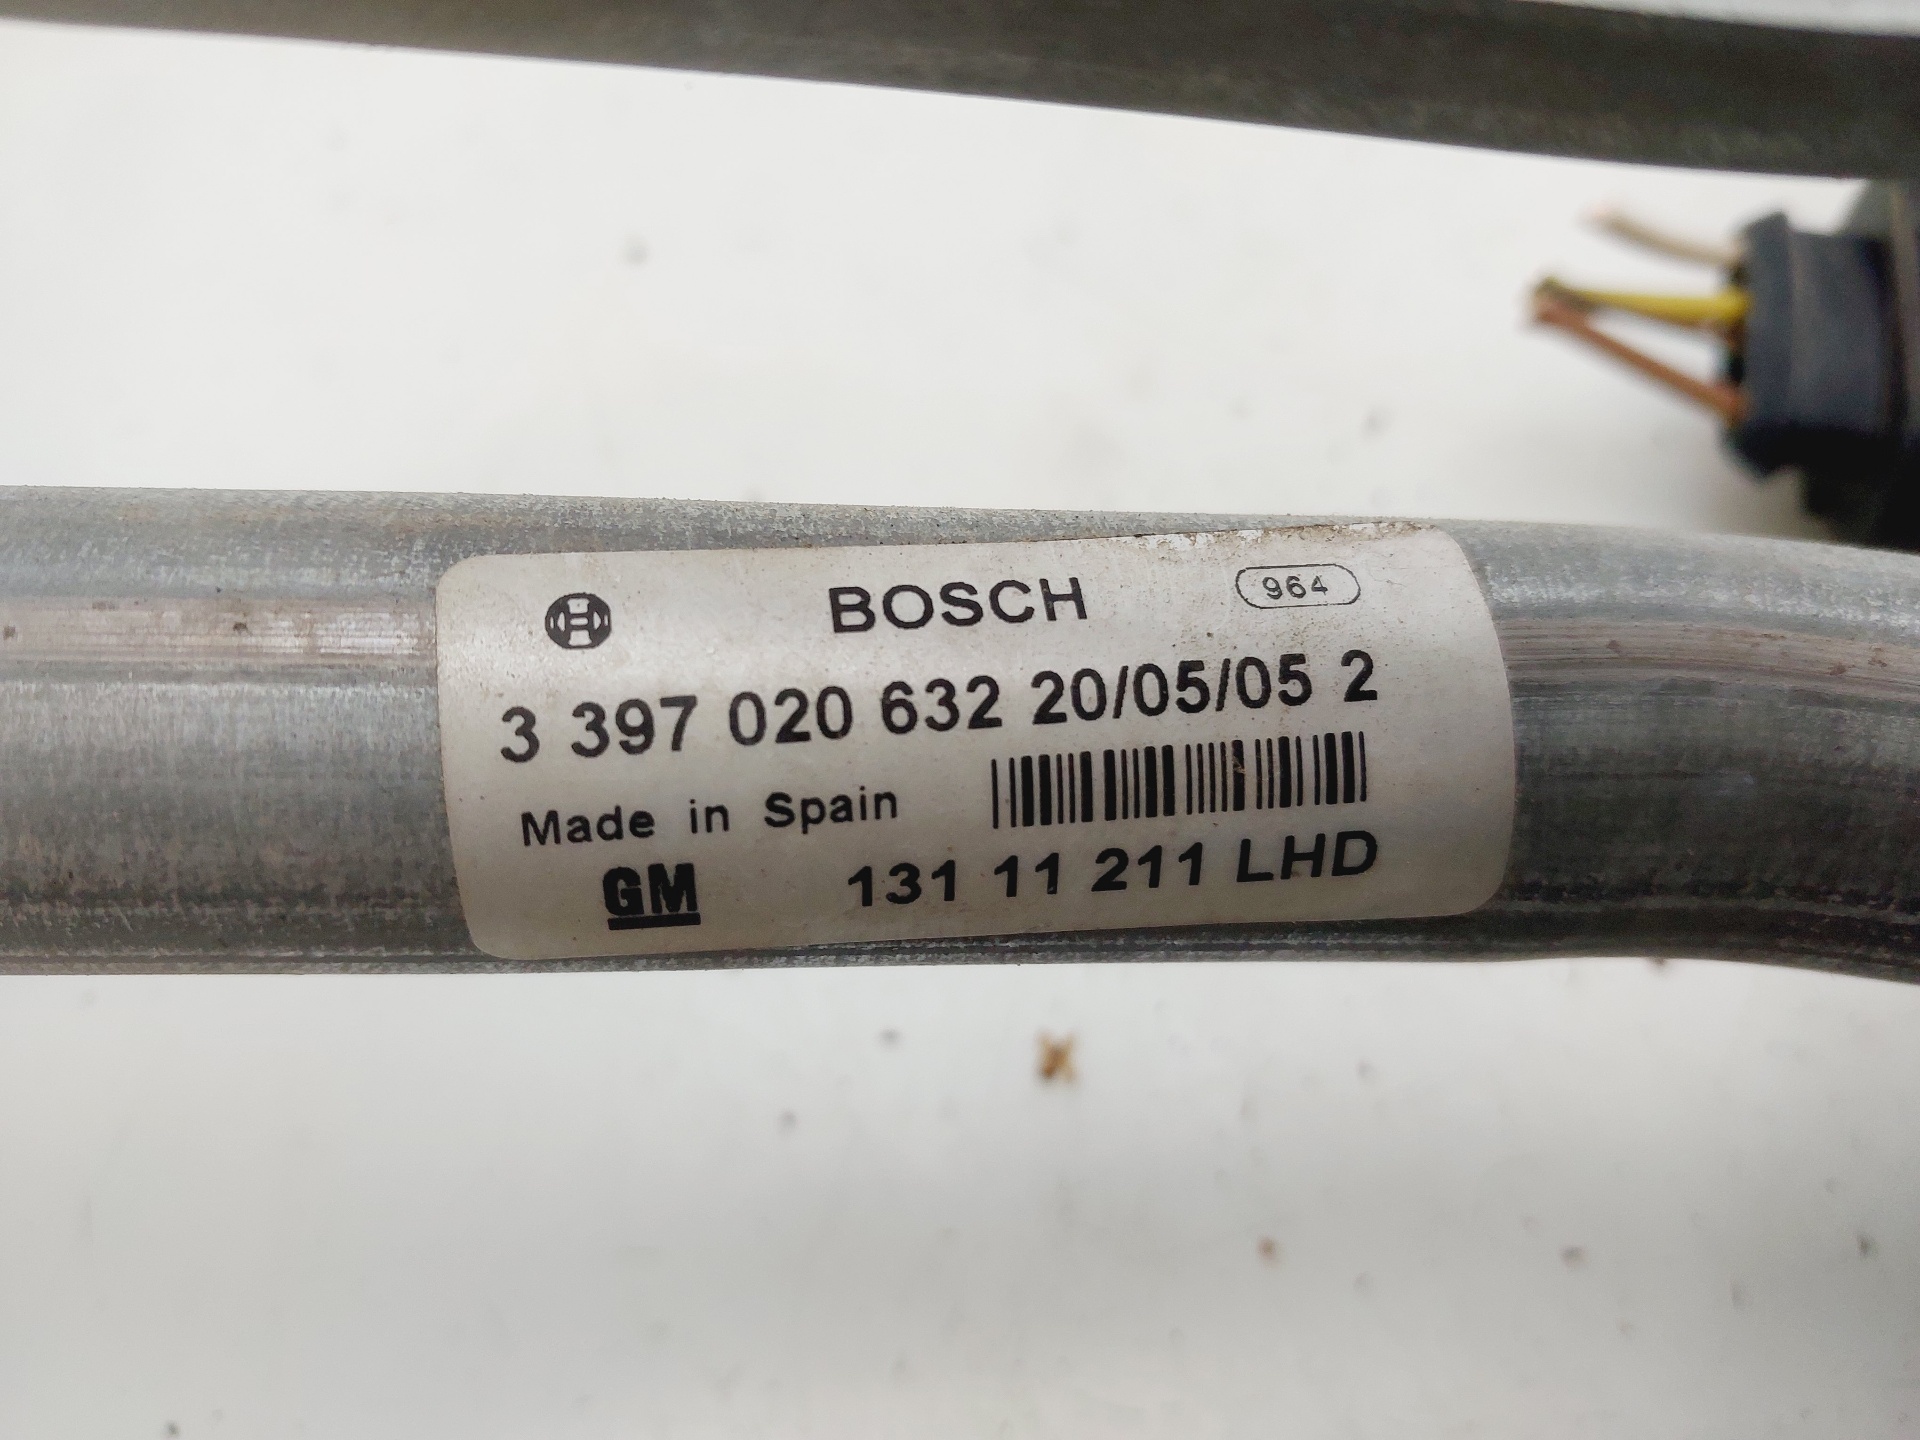 BOSCH 964
3 397 020 632 20/05/05 2
Made in Spain
GM 131 11 211 LHD